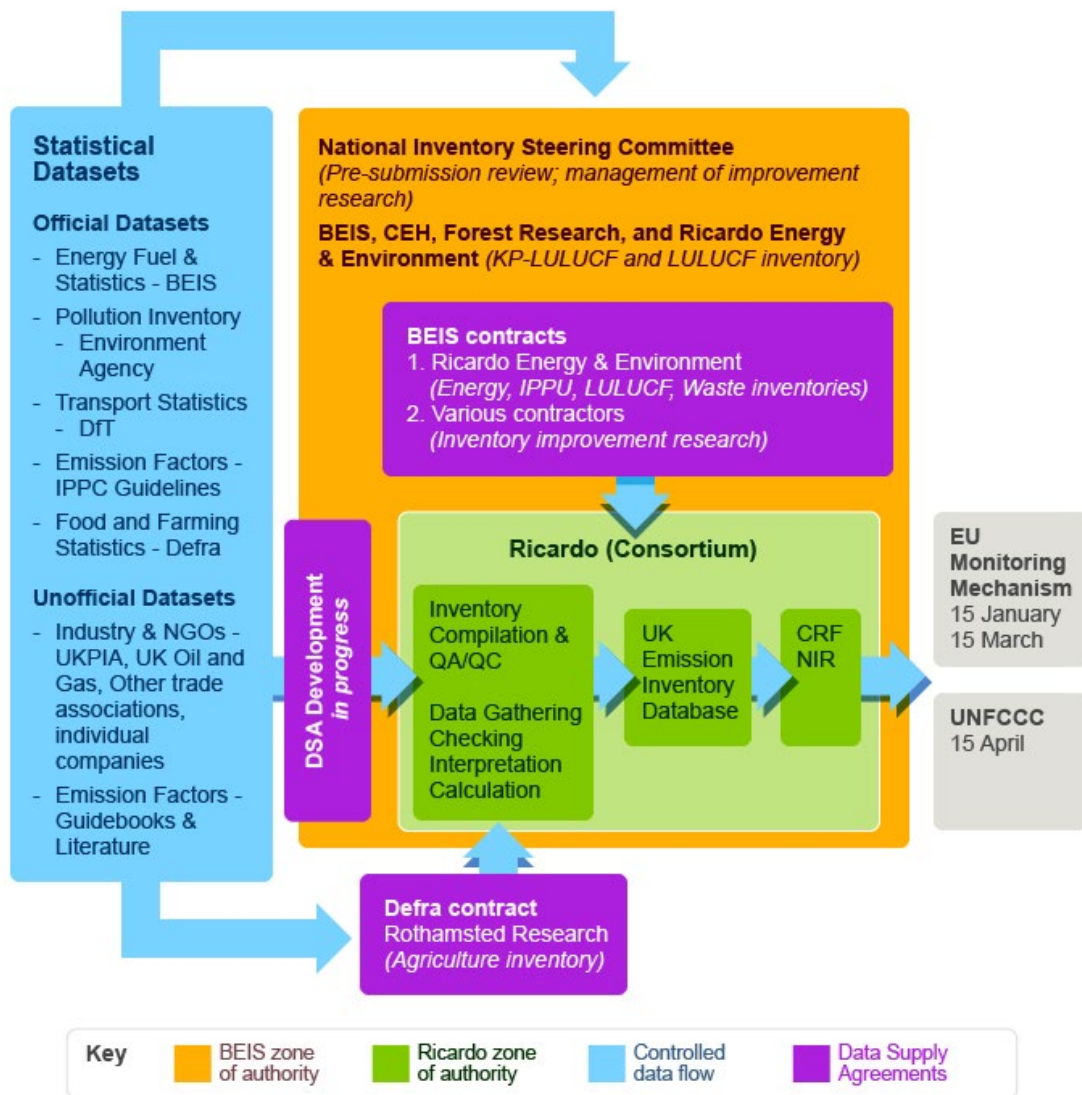 Statistical
Datasets
Official Datasets
- Energy Fuel &
Statistics - BEIS
- Pollution Inventory
- Environment
Agency
- Transport Statistics
- DfT
- Emission Factors -
IPPC Guidelines
- Food and Farming
Statistics - Defra
Unofficial Datasets
- Industry & NGOs -
UKPIA, UK Oil and
Gas, Other trade
associations,
individual
companies
- Emission Factors -
Guidebooks &
Literature
National Inventory Steering Committee
(Pre-submission review; management of improvement
research)
BEIS, CEH, Forest Research, and Ricardo Energy
& Environment (KP-LULUCF and LULUCF inventory)
BEIS contracts
1. Ricardo Energy & Environment
(Energy, IPPU, LULUCF, Waste inventories)
2. Various contractors
(Inventory improvement research)
DSA Development
in progress
Ricardo (Consortium)
Inventory
Compilation &
QA/QC
Data Gathering
Checking
Interpretation
Calculation
UK
Emission
Inventory
Database
CRF
NIR
EU
Monitoring
Mechanism
15 January
15 March
UNFCCC
15 April
Defra contract
Rothamsted Research
(Agriculture inventory)
Key
BEIS zone
of authority
Ricardo zone
of authority
Controlled
data flow
Data Supply
Agreements